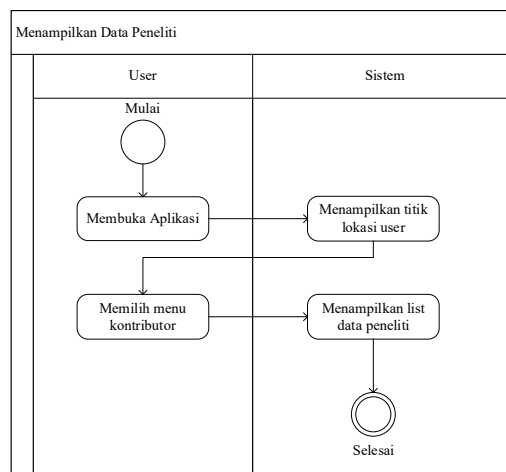 Menampilkan Data Peneliti
User
Sistem
Mulai
Membuka Aplikasi
Menampilkan titik
lokasi user
Memilih menu
kontributor
Menampilkan list
data peneliti
Selesai